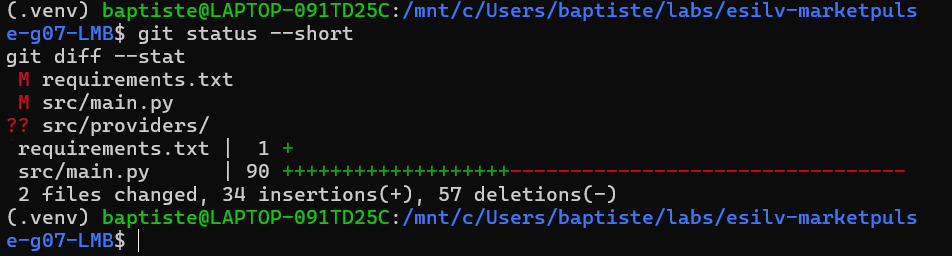 (.venv) baptiste@LAPTOP-091TD25C:/mnt/c/Users/baptiste/labs/esilv-marketpuls
e-g07-LMB$ git status --short
git diff --stat
 M requirements.txt
 M src/main.py
?? src/providers/
 requirements.txt |  1 +
 src/main.py      | 90 +++++++++++++++++++---------------------------------
 2 files changed, 34 insertions(+), 57 deletions(-)
(.venv) baptiste@LAPTOP-091TD25C:/mnt/c/Users/baptiste/labs/esilv-marketpuls
e-g07-LMB$